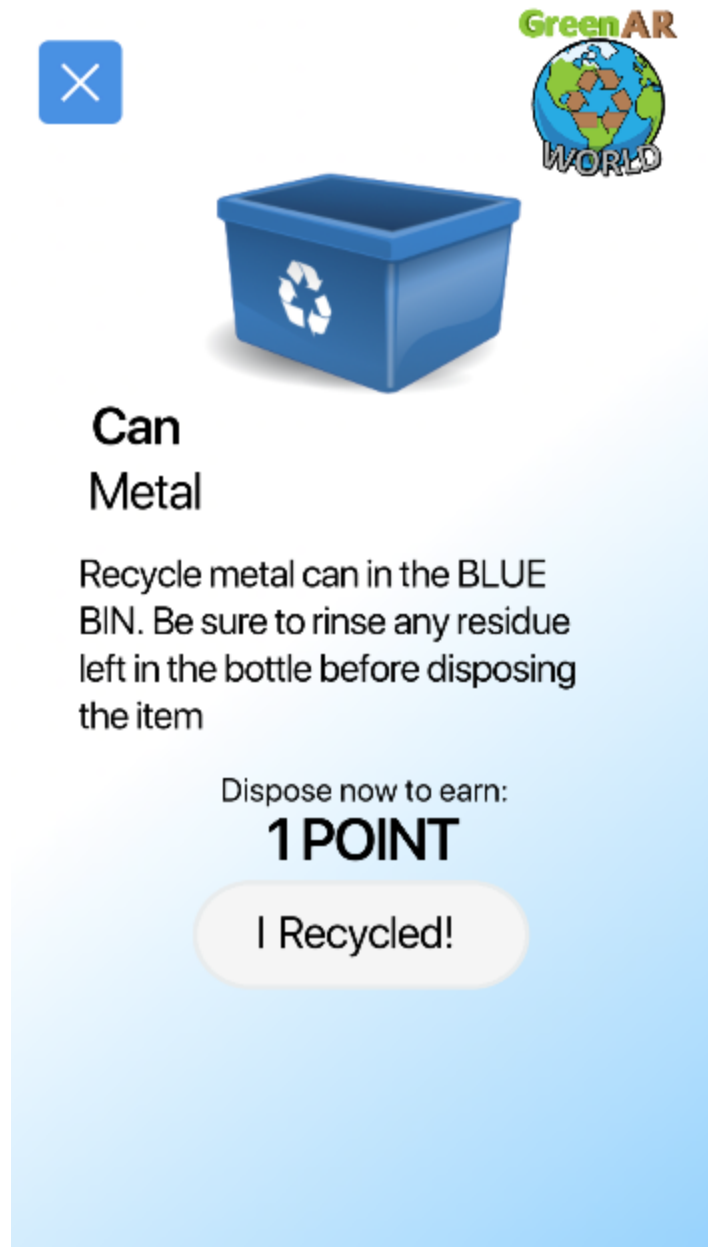 GreenAR
WORLD
Can
Metal
Recycle metal can in the BLUE
BIN. Be sure to rinse any residue
left in the bottle before disposing
the item
Dispose now to earn:
1 POINT
I Recycled!